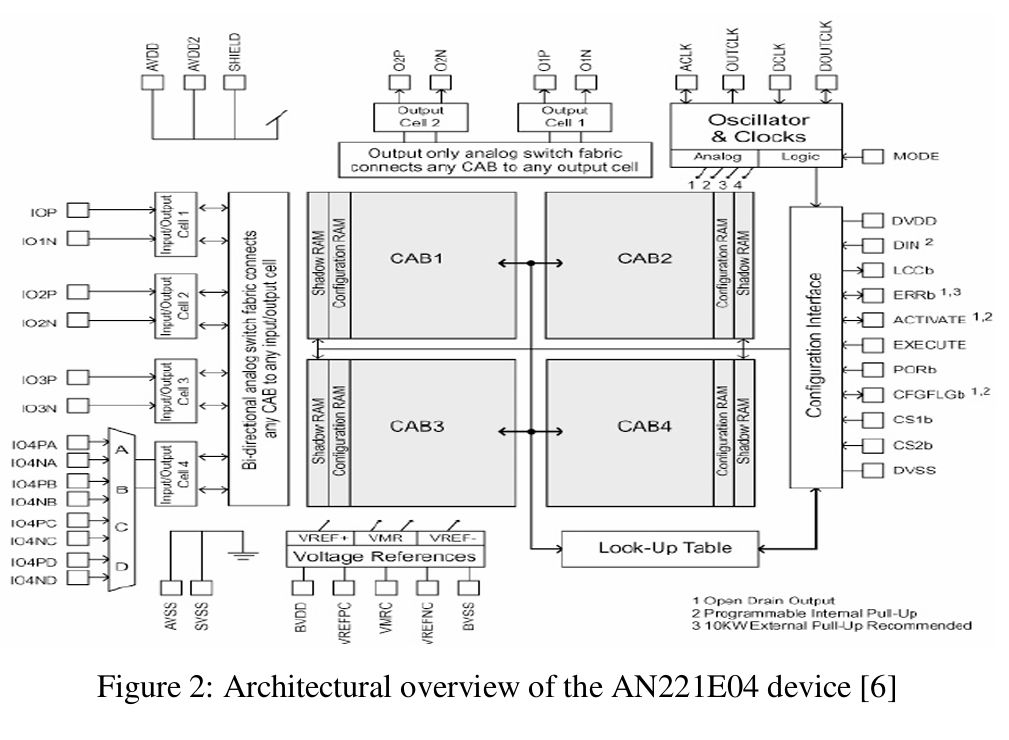 AVDD
AVDD2
SHIELD
O2P
O2N
O1P
O1N
ACLK
OUTCLK
DCLK
DOUTCLK
Output
Cell 2
Output
Cell 1
Output only analog switch fabric
connects any CAB to any output cell
Oscillator
& Clocks
Analog
Logic
1 2 3 4
MODE
IOP
IO1N
IO2P
IO2N
IO3P
IO3N
IO4PA
IO4NA
IO4PB
IO4NB
IO4PC
IO4NC
IO4PD
IO4ND
A
B
C
D
Input/Output
Cell 1
Input/Output
Cell 2
Input/Output
Cell 3
Input/Output
Cell 4
Bi-directional analog switch fabric connects
any CAB to any input/output cell
Shadow RAM
Configuration RAM
CAB1
CAB2
Configuration RAM
Shadow RAM
Shadow RAM
Configuration RAM
CAB3
CAB4
Configuration RAM
Shadow RAM
Configuration Interface
DVDD
DIN 2
LCCb
ERRb 1,3
ACTIVATE 1,2
EXECUTE
PORb
CFGFLGb 1,2
CS1b
CS2b
DVSS
AVSS
SVSS
VREF+
VMR
VREF-
Voltage References
BVDD
VREFPC
VMRC
VREFNC
BVSS
Look-Up Table
1 Open Drain Output
2 Programmable Internal Pull-Up
3 10KW External Pull-Up Recommended
Figure 2: Architectural overview of the AN221E04 device [6]